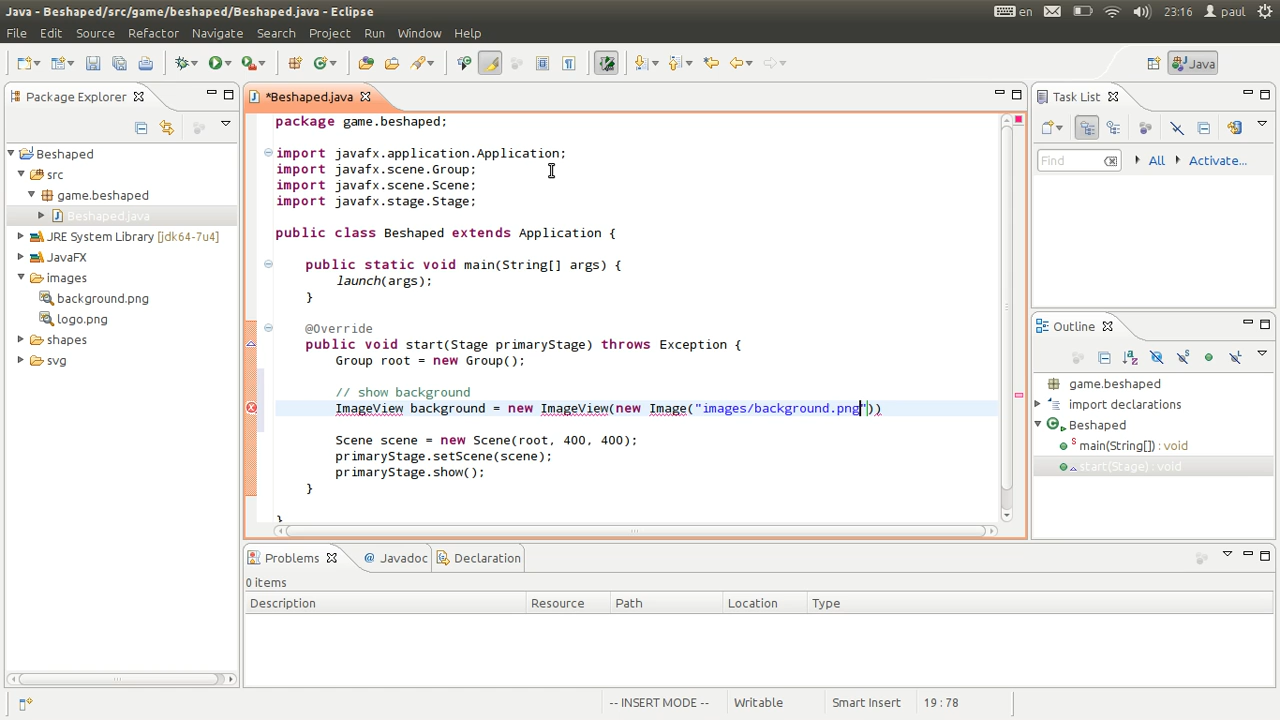 Java - Beshaped/src/game/beshaped/Beshaped.java - Eclipse
en
23:16
paul
File Edit Source Refactor Navigate Search Project Run Window Help
Java
Package Explorer
*Beshaped.java
Task List
Find
All
Activate...
Beshaped
src
game.beshaped
Beshaped.java
JRE System Library [jdk64-7u4]
JavaFX
images
background.png
logo.png
shapes
svg
package game.beshaped;
import javafx.application.Application;
import javafx.scene.Group;
import javafx.scene.Scene;
import javafx.stage.Stage;
public class Beshaped extends Application {
public static void main(String[] args) {
launch(args);
}
@Override
public void start(Stage primaryStage) throws Exception {
Group root = new Group();
// show background
ImageView background = new ImageView(new Image("images/background.png"))
Scene scene = new Scene(root, 400, 400);
primaryStage.setScene(scene);
primaryStage.show();
}
}
Outline
game.beshaped
import declarations
Beshaped
main(String[]) : void
start(Stage) : void
Problems
@ Javadoc
Declaration
0 items
Description Resource Path Location Type
-- INSERT MODE --
Writable
Smart Insert
19 : 78